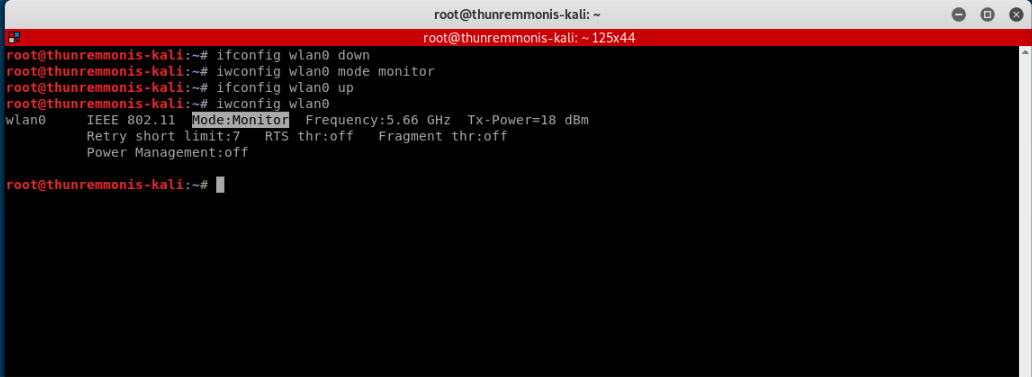 root@thunremmonis-kali: ~
root@thunremmonis-kali: ~ 125x44
root@thunremmonis-kali:~# ifconfig wlan0 down
root@thunremmonis-kali:~# iwconfig wlan0 mode monitor
root@thunremmonis-kali:~# ifconfig wlan0 up
root@thunremmonis-kali:~# iwconfig wlan0
wlan0     IEEE 802.11  Mode:Monitor  Frequency:5.66 GHz  Tx-Power=18 dBm
          Retry short limit:7   RTS thr:off   Fragment thr:off
          Power Management:off
root@thunremmonis-kali:~#